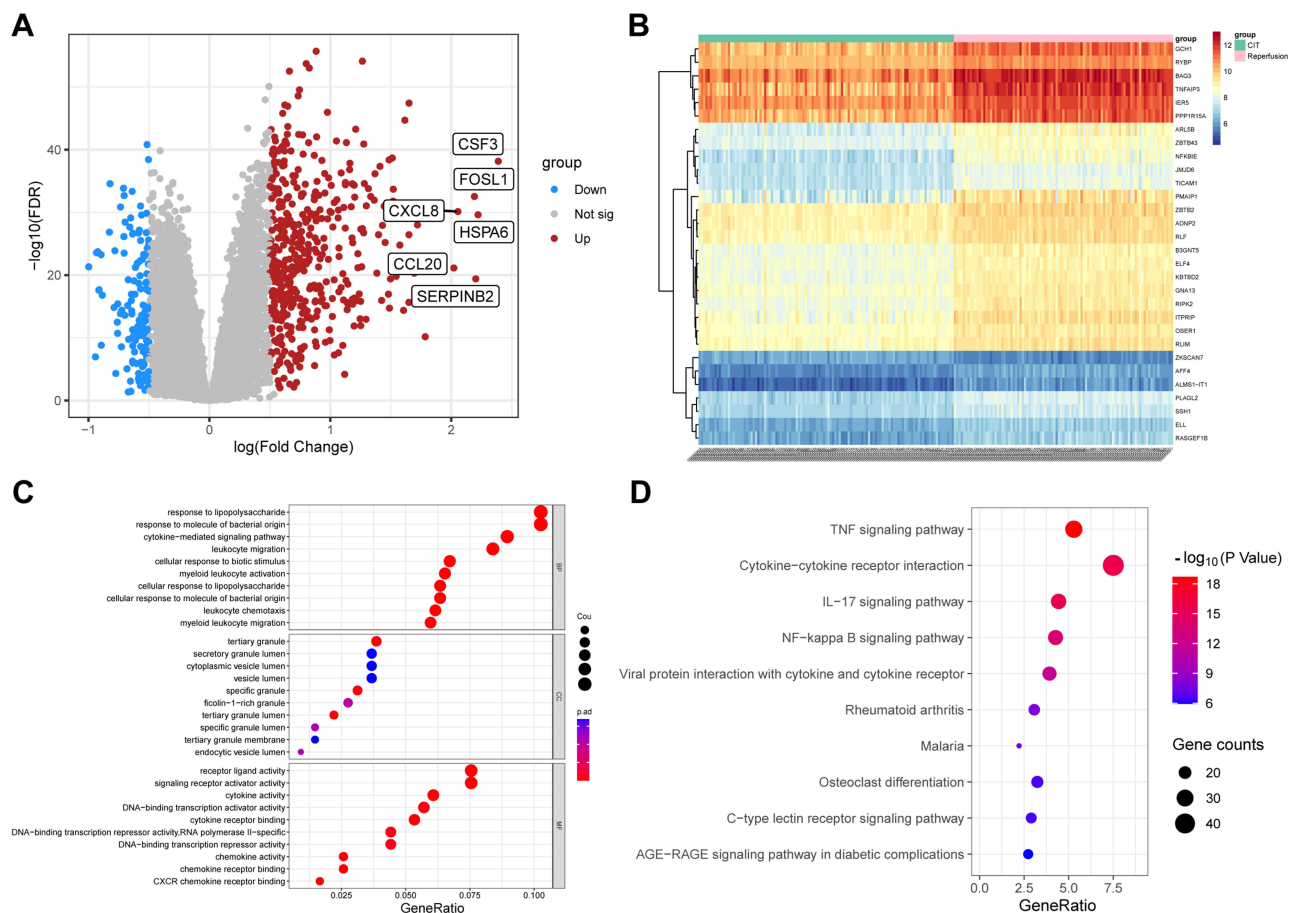 A
−log10(FDR)
40
20
0
−1
0
1
2
log(Fold Change)
CSF3
FOSL1
CXCL8
HSPA6
CCL20
SERPINB2
group
Down
Not sig
Up
B
group
GCH1
RYBP
BAG3
TNFAIP3
IER5
PPP1R15A
ARL5B
ZBTB43
NFKBIE
JMJD6
TICAM1
PMAIP1
ZBTB2
ADNP2
RLF
B3GNT5
ELF4
KBTBD2
GNA13
RIPK2
ITPRIP
OSER1
RLIM
ZKSCAN7
AFF4
ALMS1−IT1
PLAGL2
SSH1
ELL
RASGEF1B
12
10
8
6
group
CIT
Reperfusion
C
response to lipopolysaccharide
response to molecule of bacterial origin
cytokine−mediated signaling pathway
leukocyte migration
cellular response to biotic stimulus
myeloid leukocyte activation
cellular response to lipopolysaccharide
cellular response to molecule of bacterial origin
leukocyte chemotaxis
myeloid leukocyte migration
BP
tertiary granule
secretory granule lumen
cytoplasmic vesicle lumen
vesicle lumen
specific granule
ficolin−1−rich granule
tertiary granule lumen
specific granule lumen
tertiary granule membrane
endocytic vesicle lumen
CC
receptor ligand activity
signaling receptor activator activity
cytokine activity
DNA−binding transcription activator activity
cytokine receptor binding
DNA−binding transcription repressor activity,RNA polymerase II−specific
DNA−binding transcription repressor activity
chemokine activity
chemokine receptor binding
CXCR chemokine receptor binding
MF
0.025
0.050
0.075
0.100
GeneRatio
Cou
p.ad
D
TNF signaling pathway
Cytokine−cytokine receptor interaction
IL−17 signaling pathway
NF−kappa B signaling pathway
Viral protein interaction with cytokine and cytokine receptor
Rheumatoid arthritis
Malaria
Osteoclast differentiation
C−type lectin receptor signaling pathway
AGE−RAGE signaling pathway in diabetic complications
0.0
2.5
5.0
7.5
GeneRatio
−log10(P Value)
18
15
12
9
6
Gene counts
20
30
40